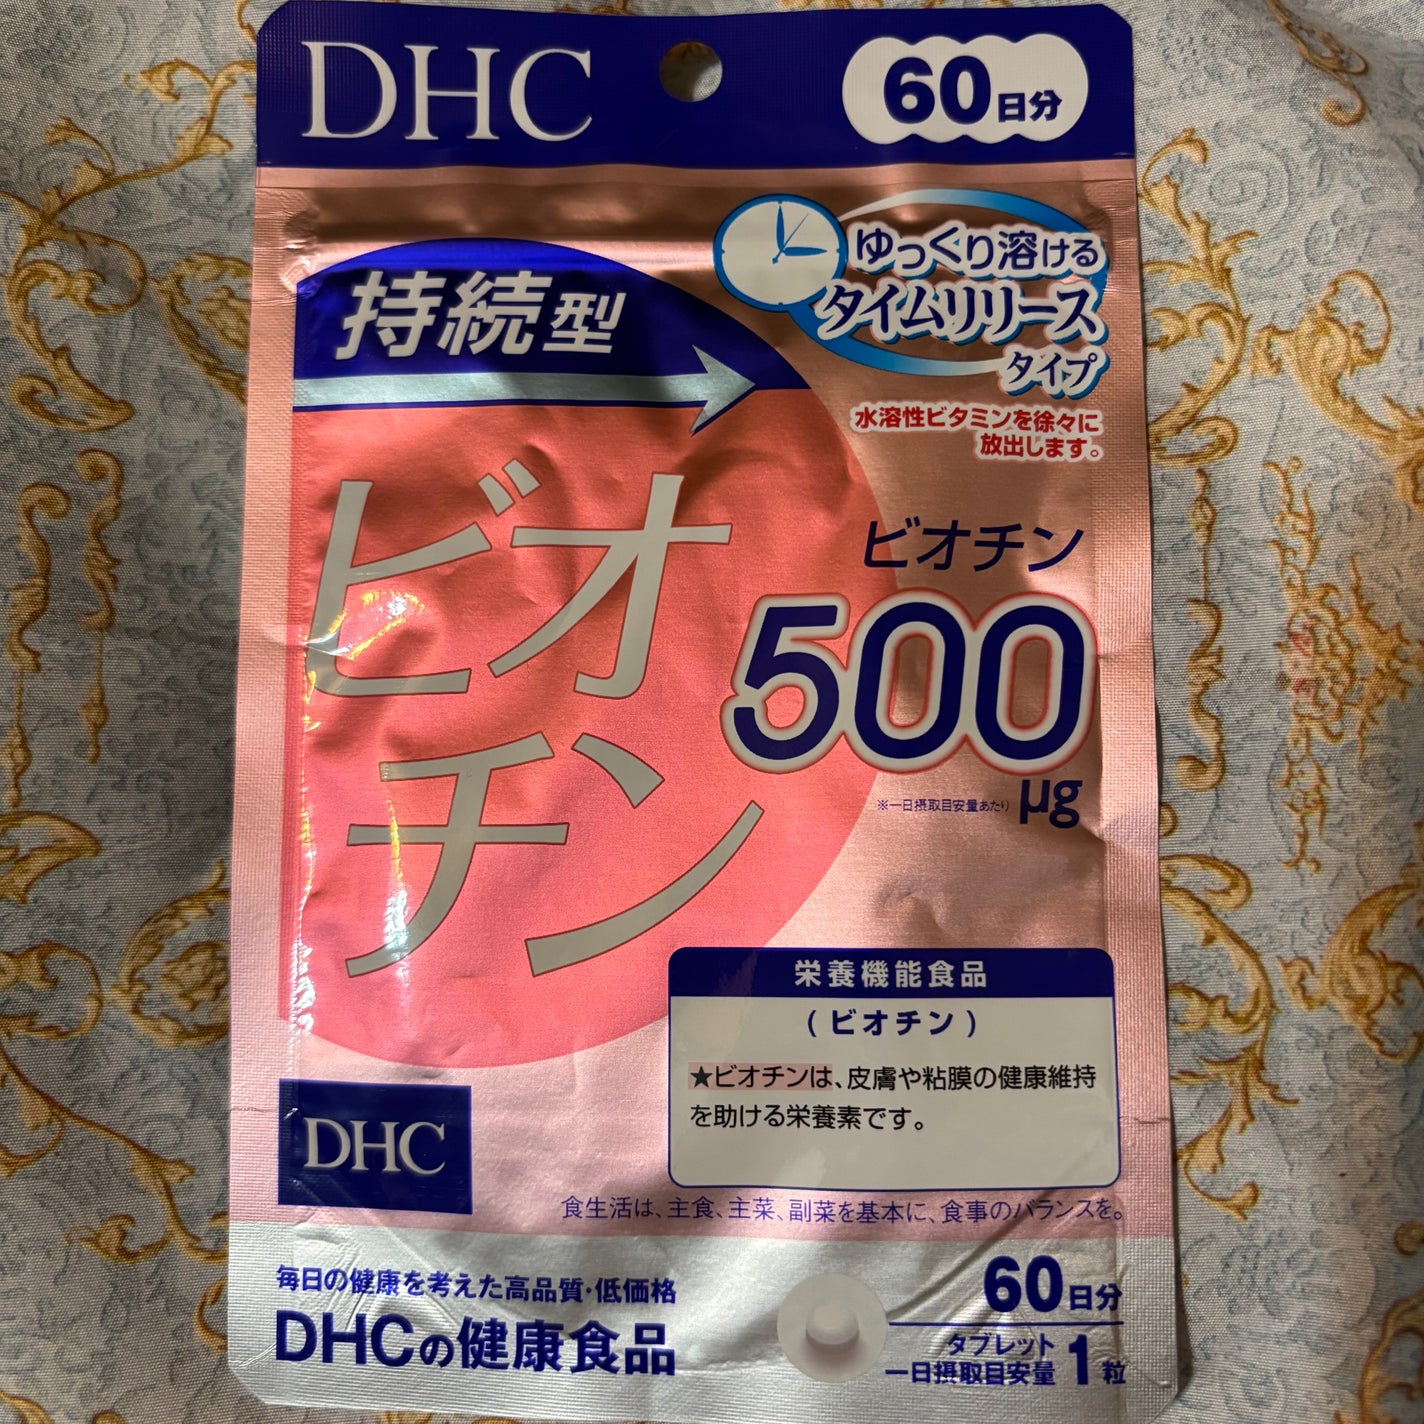 DHC
60日分
ゆっくり溶ける
タイムリリース
タイプ
水溶性ビタミンを徐々に
放出します。
持続型
ビオ
チン
ビオチン
500
μg
※一日摂取目安量あたり
栄養機能食品
(ビオチン)
★ビオチンは、皮膚や粘膜の健康維持
を助ける栄養素です。
DHC
食生活は、主食、主菜、副菜を基本に、食事のバランスを。
毎日の健康を考えた高品質・低価格
DHCの健康食品
60日分
タブレット
一日摂取目安量 1粒